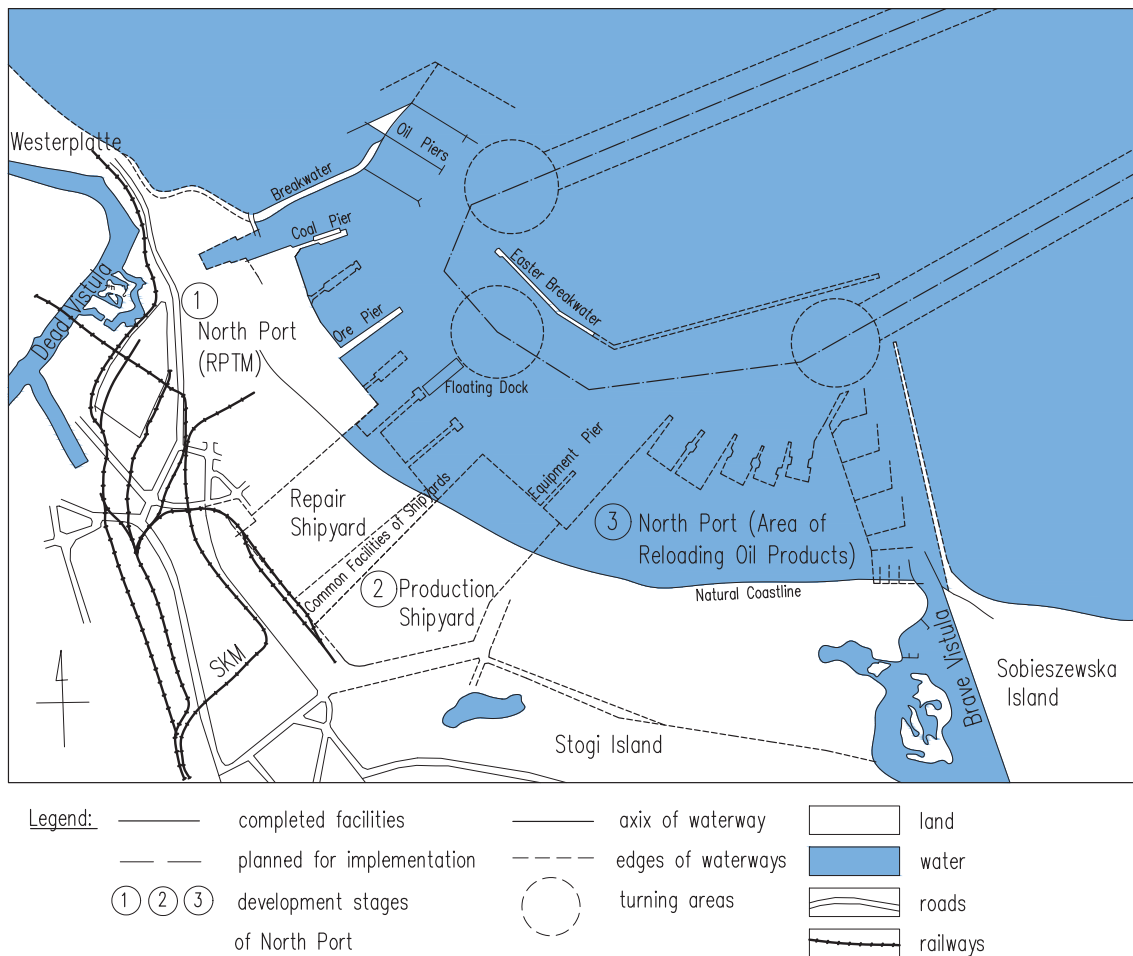 Westerplatte
Oil Piers
Breakwater
Coal Pier
Easter Breakwater
Dead Vistula
1
North Port
(RPTM)
Ore Pier
Floating Dock
Equipment Pier
Repair
Shipyard
Common Facilities of Shipyards
3
North Port (Area of
Reloading Oil Products)
2
Production
Shipyard
Natural Coastline
SKM
Brave Vistula
Sobieszewska
Island
Stogi Island
Legend:
completed facilities
planned for implementation
1 2 3
development stages
of North Port
axix of waterway
edges of waterways
turning areas
land
water
roads
railways